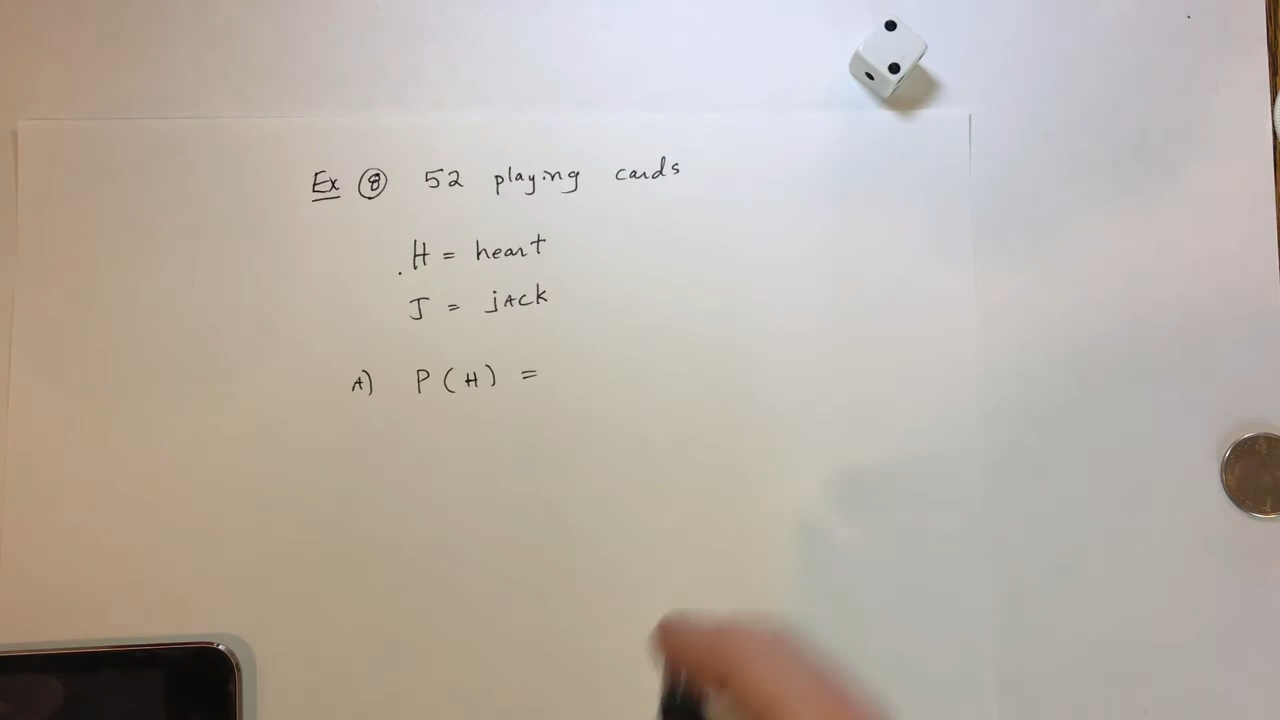 Ex ⑧ 52 playing cards
H = heart
J = jACK
A) P(H) =